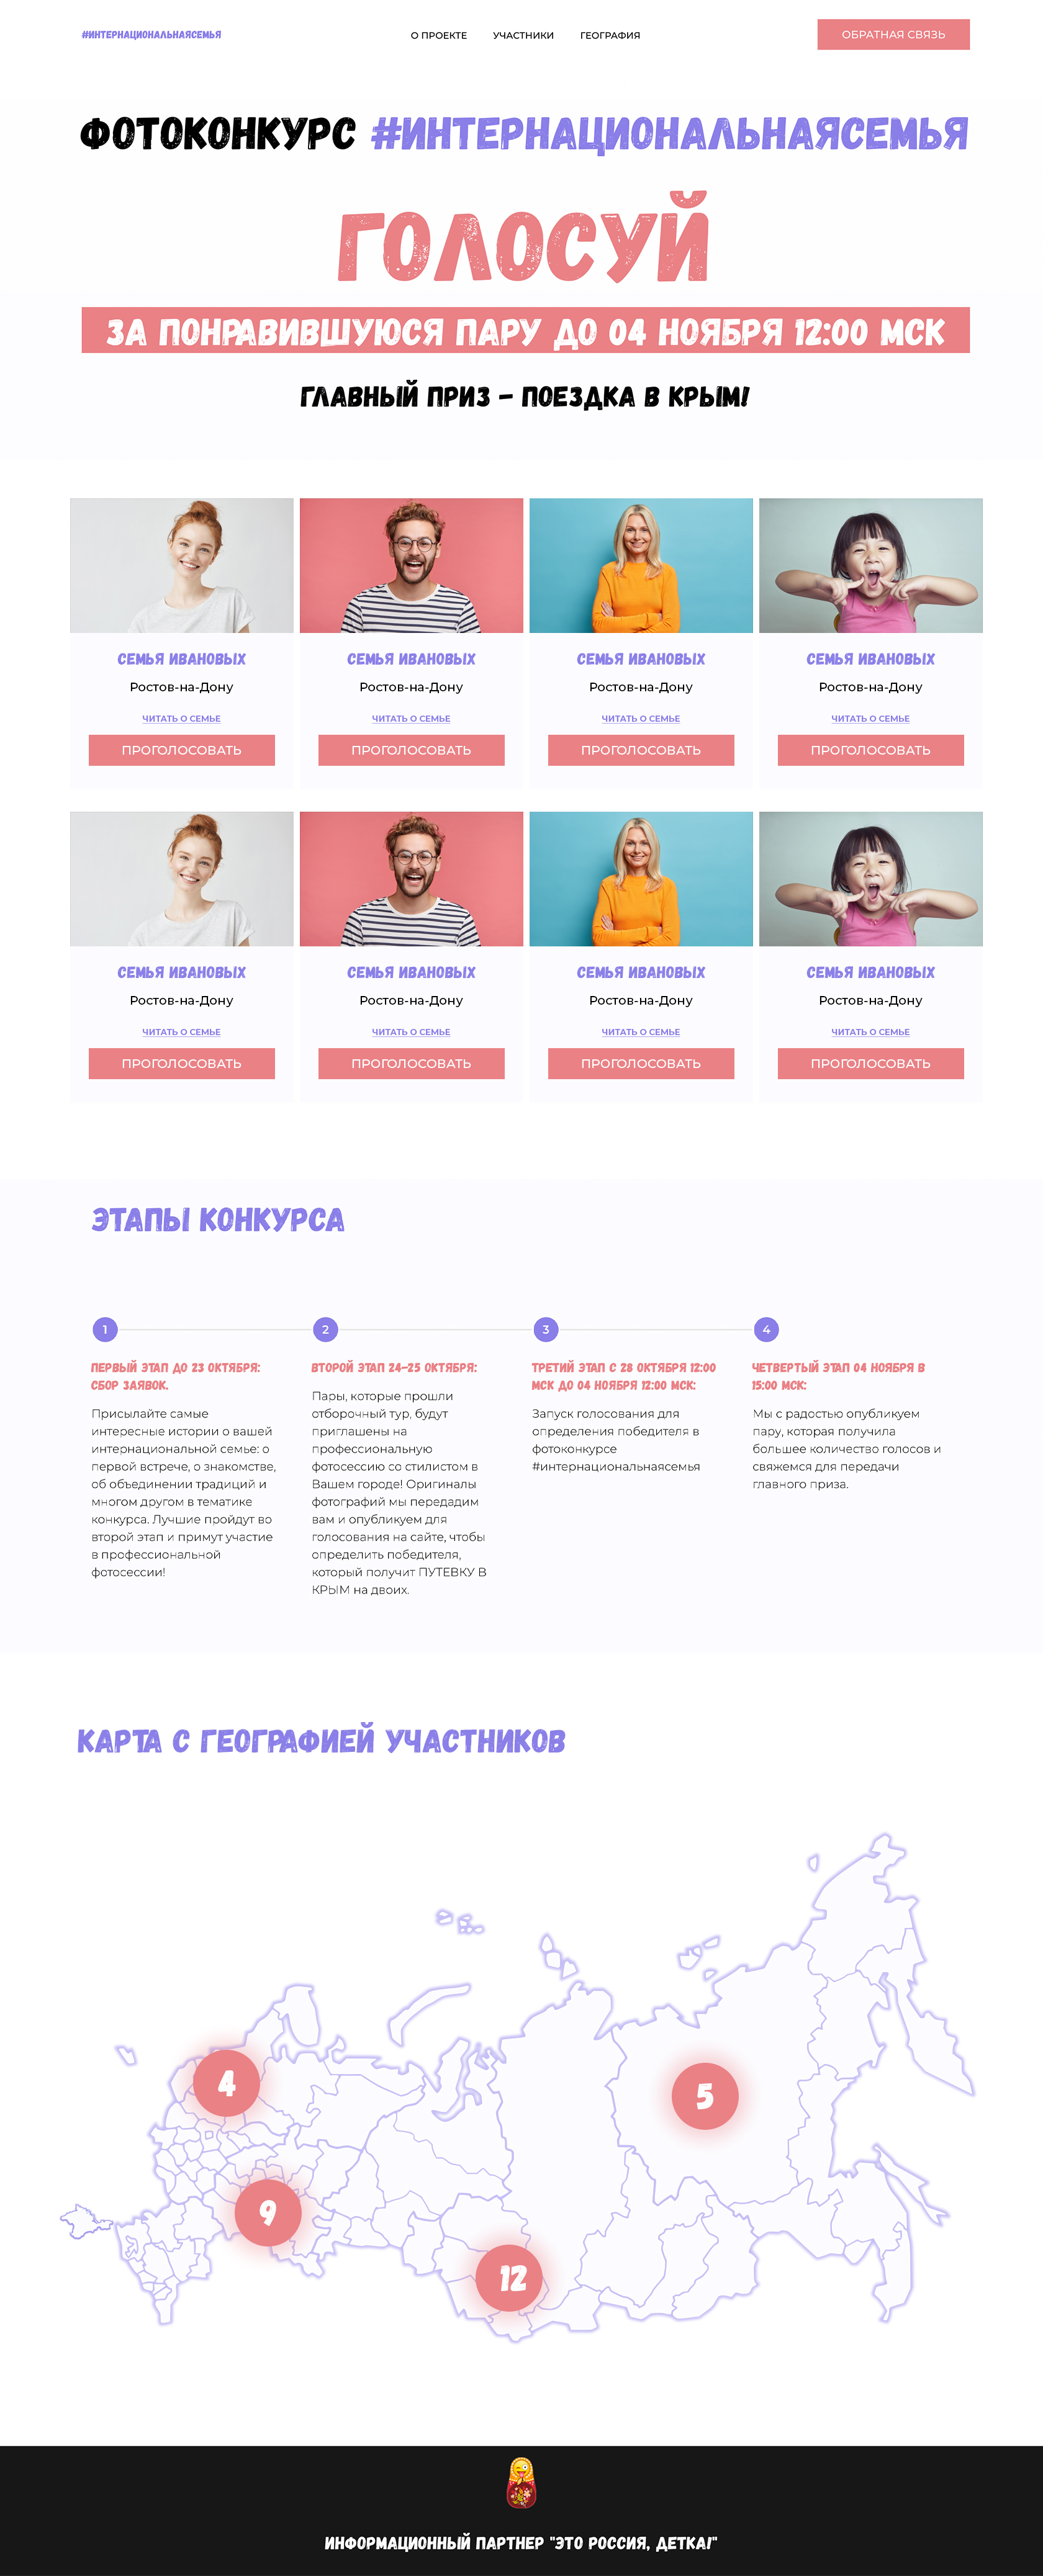 #ИНТЕРНАЦИОНАЛЬНАЯСЕМЬЯ
О ПРОЕКТЕ УЧАСТНИКИ ГЕОГРАФИЯ
ОБРАТНАЯ СВЯЗЬ
ФОТОКОНКУРС #ИНТЕРНАЦИОНАЛЬНАЯСЕМЬЯ
ГОЛОСУЙ
ЗА ПОНРАВИВШУЮСЯ ПАРУ ДО 04 НОЯБРЯ 12:00 МСК
ГЛАВНЫЙ ПРИЗ – ПОЕЗДКА В КРЫМ!
СЕМЬЯ ИВАНОВЫХ СЕМЬЯ ИВАНОВЫХ СЕМЬЯ ИВАНОВЫХ СЕМЬЯ ИВАНОВЫХ
Ростов-на-Дону Ростов-на-Дону Ростов-на-Дону Ростов-на-Дону
ЧИТАТЬ О СЕМЬЕ ЧИТАТЬ О СЕМЬЕ ЧИТАТЬ О СЕМЬЕ ЧИТАТЬ О СЕМЬЕ
ПРОГОЛОСОВАТЬ ПРОГОЛОСОВАТЬ ПРОГОЛОСОВАТЬ ПРОГОЛОСОВАТЬ
СЕМЬЯ ИВАНОВЫХ СЕМЬЯ ИВАНОВЫХ СЕМЬЯ ИВАНОВЫХ СЕМЬЯ ИВАНОВЫХ
Ростов-на-Дону Ростов-на-Дону Ростов-на-Дону Ростов-на-Дону
ЧИТАТЬ О СЕМЬЕ ЧИТАТЬ О СЕМЬЕ ЧИТАТЬ О СЕМЬЕ ЧИТАТЬ О СЕМЬЕ
ПРОГОЛОСОВАТЬ ПРОГОЛОСОВАТЬ ПРОГОЛОСОВАТЬ ПРОГОЛОСОВАТЬ
ЭТАПЫ КОНКУРСА
1
ПЕРВЫЙ ЭТАП ДО 23 ОКТЯБРЯ:
СБОР ЗАЯВОК.
Присылайте самые
интересные истории о вашей
интернациональной семье: о
первой встрече, о знакомстве,
об объединении традиций и
многом другом в тематике
конкурса. Лучшие пройдут во
второй этап и примут участие
в профессиональной
фотосессии!
2
ВТОРОЙ ЭТАП 24-25 ОКТЯБРЯ:
Пары, которые прошли
отборочный тур, будут
приглашены на
профессиональную
фотосессию со стилистом в
Вашем городе! Оригиналы
фотографий мы передадим
вам и опубликуем для
голосования на сайте, чтобы
определить победителя,
который получит ПУТЕВКУ В
КРЫМ на двоих.
3
ТРЕТИЙ ЭТАП С 28 ОКТЯБРЯ 12:00
МСК ДО 04 НОЯБРЯ 12:00 МСК:
Запуск голосования для
определения победителя в
фотоконкурсе
#интернациональнаясемья
4
ЧЕТВЕРТЫЙ ЭТАП 04 НОЯБРЯ В
15:00 МСК:
Мы с радостью опубликуем
пару, которая получила
большее количество голосов и
свяжемся для передачи
главного приза.
КАРТА С ГЕОГРАФИЕЙ УЧАСТНИКОВ
4
5
9
12
ИНФОРМАЦИОННЫЙ ПАРТНЕР "ЭТО РОССИЯ, ДЕТКА!"